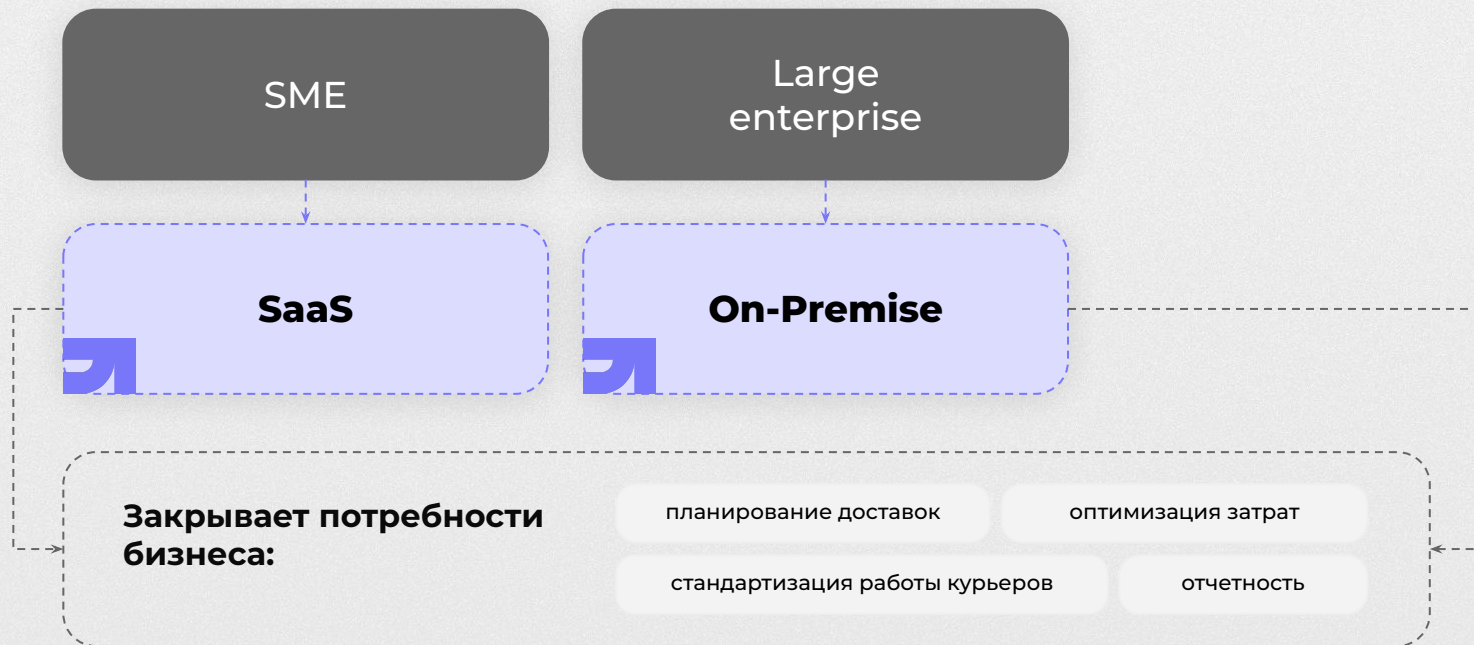 SME
Large
enterprise
SaaS
On-Premise
Закрывает потребности
бизнеса:
планирование доставок
оптимизация затрат
стандартизация работы курьеров
отчетность